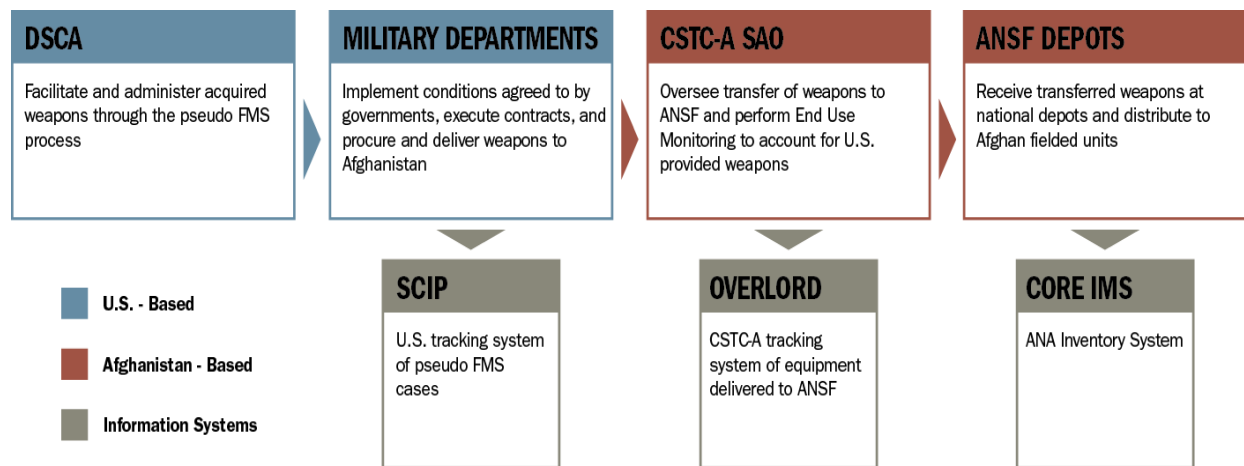 DSCA
Facilitate and administer acquired
weapons through the pseudo FMS
process
MILITARY DEPARTMENTS
Implement conditions agreed to by
governments, execute contracts, and
procure and deliver weapons to
Afghanistan
CSTC-A SAO
Oversee transfer of weapons to
ANSF and perform End Use
Monitoring to account for U.S.
provided weapons
ANSF DEPOTS
Receive transferred weapons at
national depots and distribute to
Afghan fielded units
SCIP
U.S. tracking system
of pseudo FMS
cases
OVERLORD
CSTC-A tracking
system of equipment
delivered to ANSF
CORE IMS
ANA Inventory System
U.S. - Based
Afghanistan - Based
Information Systems